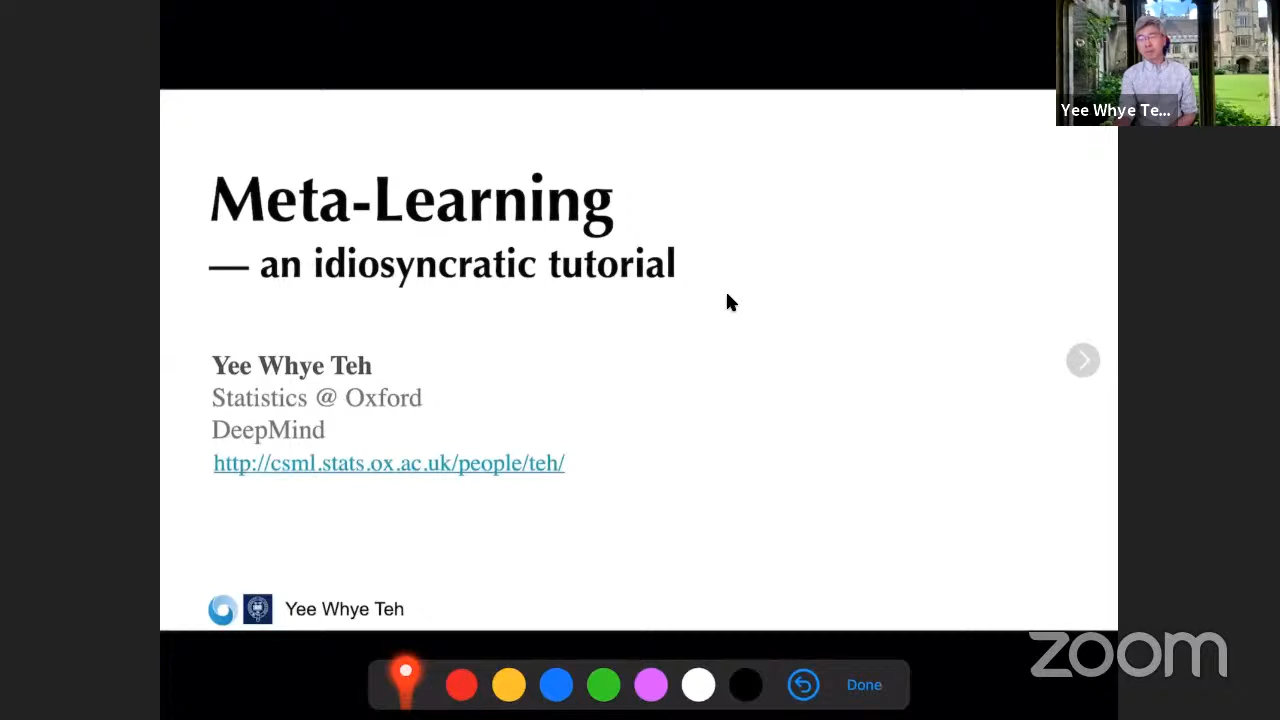 Yee Whye Te...
Meta-Learning
— an idiosyncratic tutorial
Yee Whye Teh
Statistics @ Oxford
DeepMind
http://csml.stats.ox.ac.uk/people/teh/
Yee Whye Teh
Done
zoom